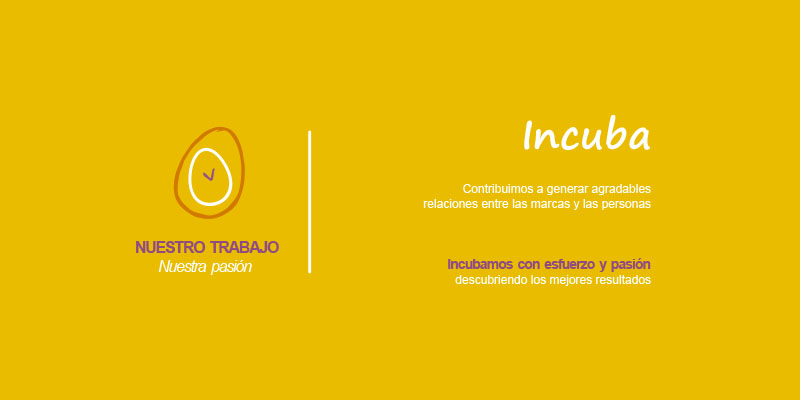 NUESTRO TRABAJO
Nuestra pasión
Incuba
Contribuimos a generar agradables
relaciones entre las marcas y las personas
Incubamos con esfuerzo y pasión
descubriendo los mejores resultados